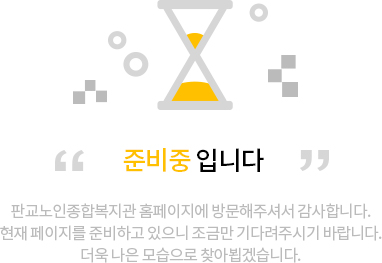 준비중 입니다
판교노인종합복지관 홈페이지에 방문해주셔서 감사합니다.
현재 페이지를 준비하고 있으니 조금만 기다려주시기 바랍니다.
더욱 나은 모습으로 찾아뵙겠습니다.